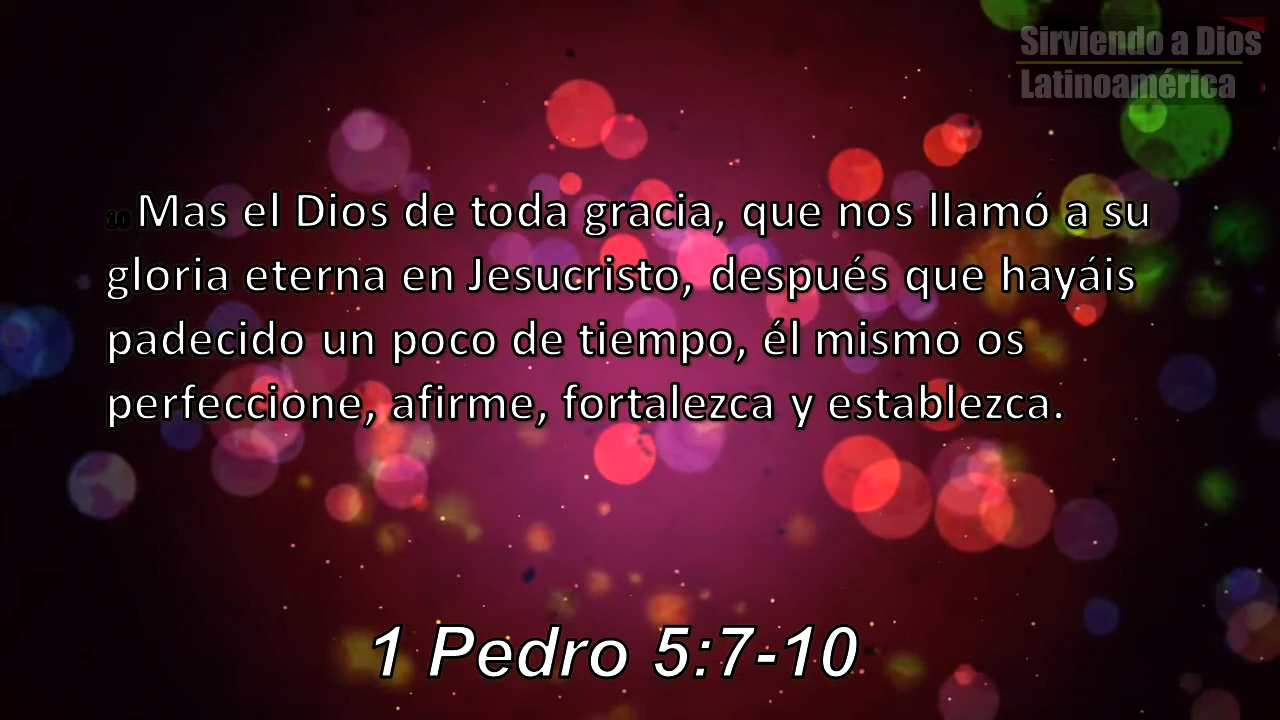 Sirviendo a Dios
Latinoamérica
10 Mas el Dios de toda gracia, que nos llamó a su
gloria eterna en Jesucristo, después que hayáis
padecido un poco de tiempo, él mismo os
perfeccione, afirme, fortalezca y establezca.
1 Pedro 5:7-10